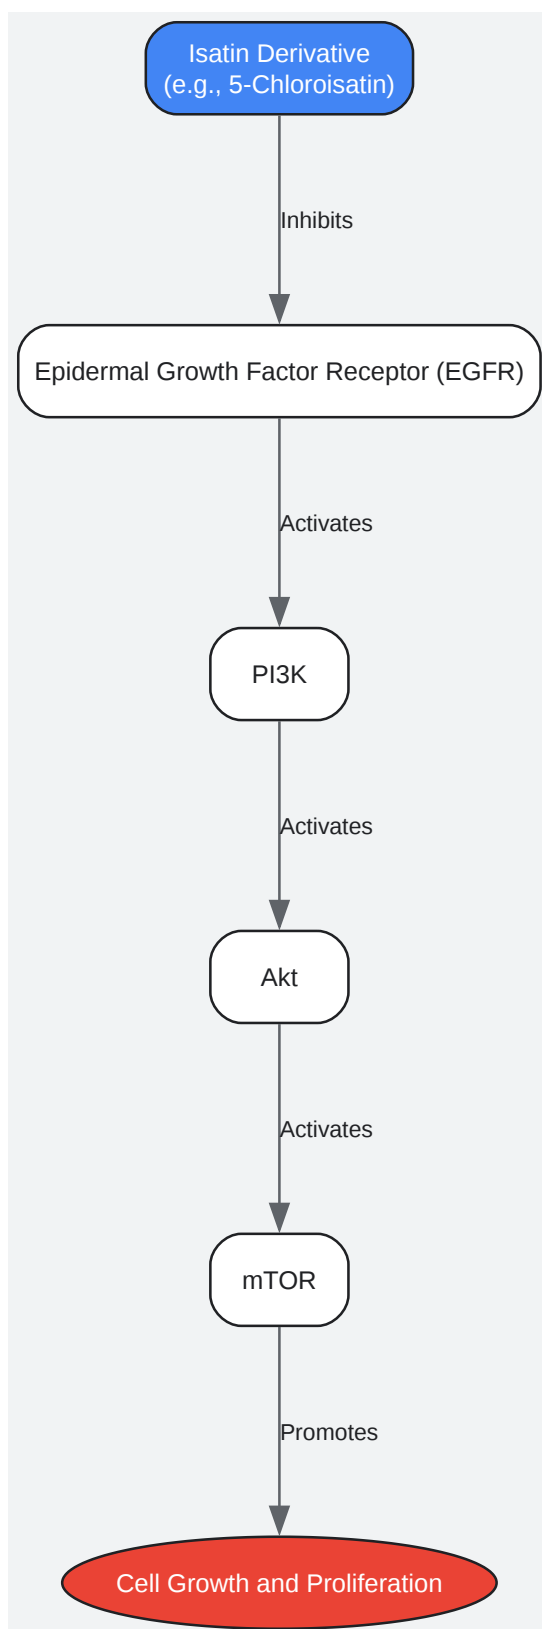 Isatin Derivative
(e.g., 5-Chloroisatin)
Inhibits
Epidermal Growth Factor Receptor (EGFR)
Activates
PI3K
Activates
Akt
Activates
mTOR
Promotes
Cell Growth and Proliferation